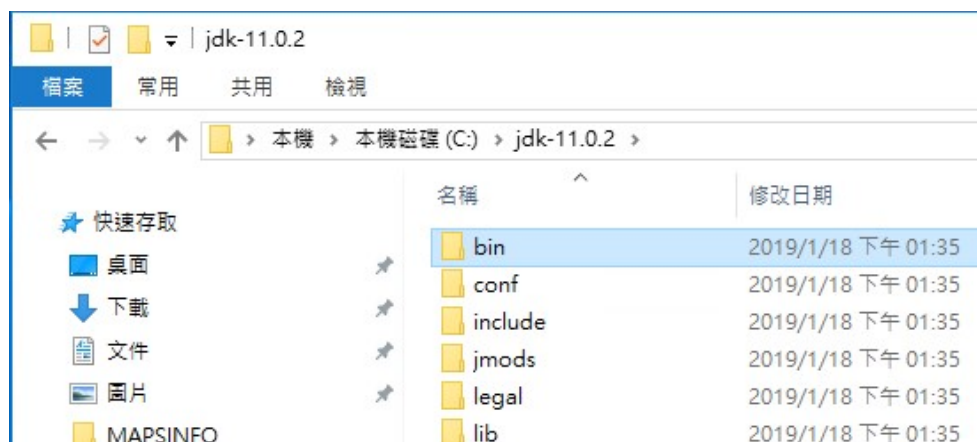 jdk-11.0.2
檔案 常用 共用 檢視
本機 本機磁碟 (C:) jdk-11.0.2
名稱 修改日期
快速存取
桌面
下載
文件
圖片
MAPSINFO
bin 2019/1/18 下午 01:35
conf 2019/1/18 下午 01:35
include 2019/1/18 下午 01:35
jmods 2019/1/18 下午 01:35
legal 2019/1/18 下午 01:35
lib 2019/1/18 下午 01:35